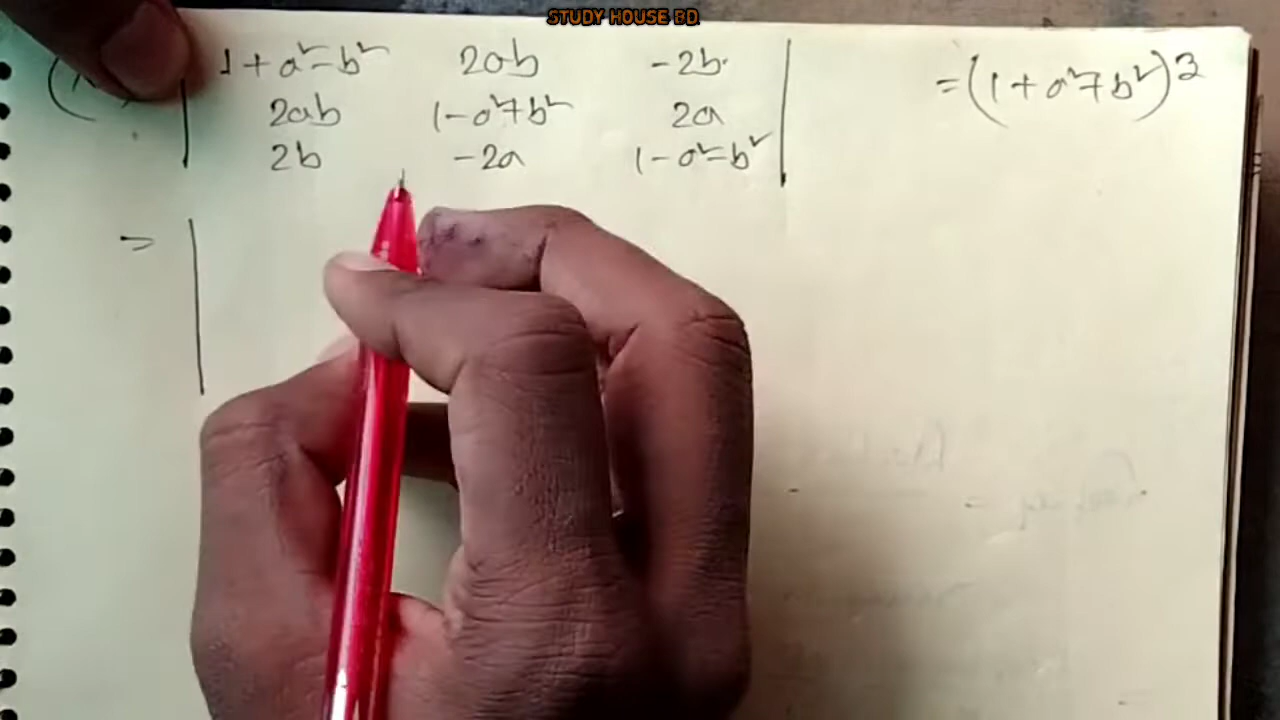 STUDY HOUSE BD
1+a²-b² 2ab -2b = (1+a²+b²)³
2ab 1-a²+b² 2a
2b -2a 1-a²-b²
=